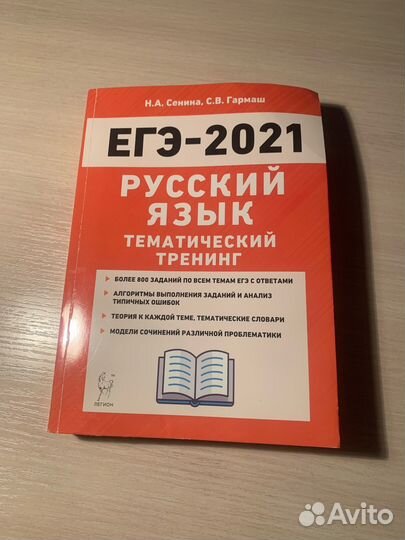 Н.А. Сенина, С.В. Гармаш
ЕГЭ-2021
РУССКИЙ
ЯЗЫК
ТЕМАТИЧЕСКИЙ
ТРЕНИНГ
БОЛЕЕ 800 ЗАДАНИЙ ПО ВСЕМ ТЕМАМ ЕГЭ С ОТВЕТАМИ
АЛГОРИТМЫ ВЫПОЛНЕНИЯ ЗАДАНИЙ И АНАЛИЗ
ТИПИЧНЫХ ОШИБОК
ТЕОРИЯ К КАЖДОЙ ТЕМЕ, ТЕМАТИЧЕСКИЕ СЛОВАРИ
МОДЕЛИ СОЧИНЕНИЙ РАЗЛИЧНОЙ ПРОБЛЕМАТИКИ
ЛЕГИОН
Avito